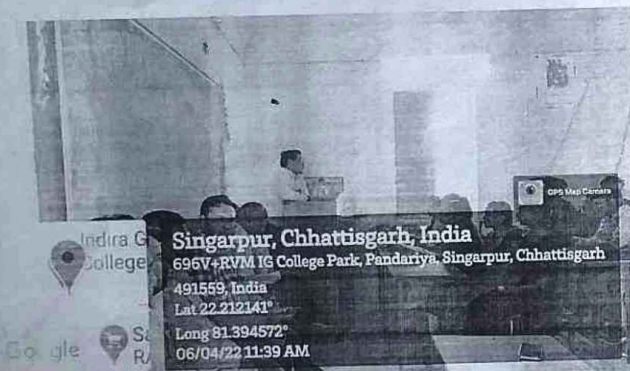 GPS Map Camera
Indira G
College
Google
Singarpur, Chhattisgarh, India
696V+RVM IG College Park, Pandariya, Singarpur, Chhattisgarh
491559, India
Lat 22.212141°
Long 81.394572°
06/04/22 11:39 AM